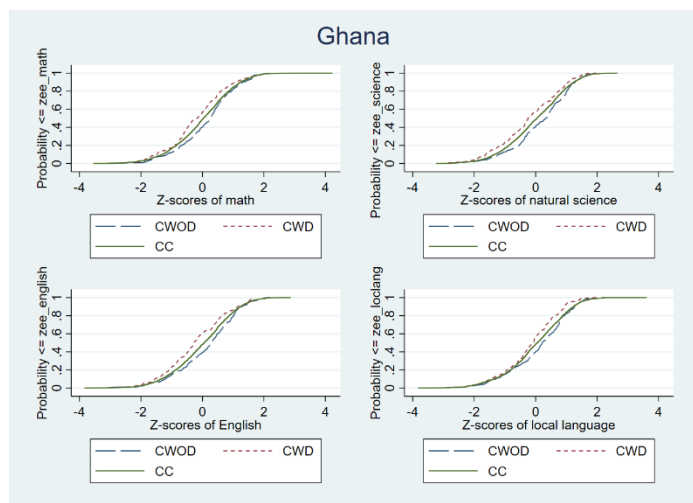 Ghana
Probability <= zee_math
0 .2 .4 .6 .8 1
-4 -2 0 2 4
Z-scores of math
CWOD CWD
CC
Probability <= zee_science
0 .2 .4 .6 .8 1
-4 -2 0 2 4
Z-scores of natural science
CWOD CWD
CC
Probability <= zee_english
0 .2 .4 .6 .8 1
-4 -2 0 2 4
Z-scores of English
CWOD CWD
CC
Probability <= zee_loclang
0 .2 .4 .6 .8 1
-4 -2 0 2 4
Z-scores of local language
CWOD CWD
CC